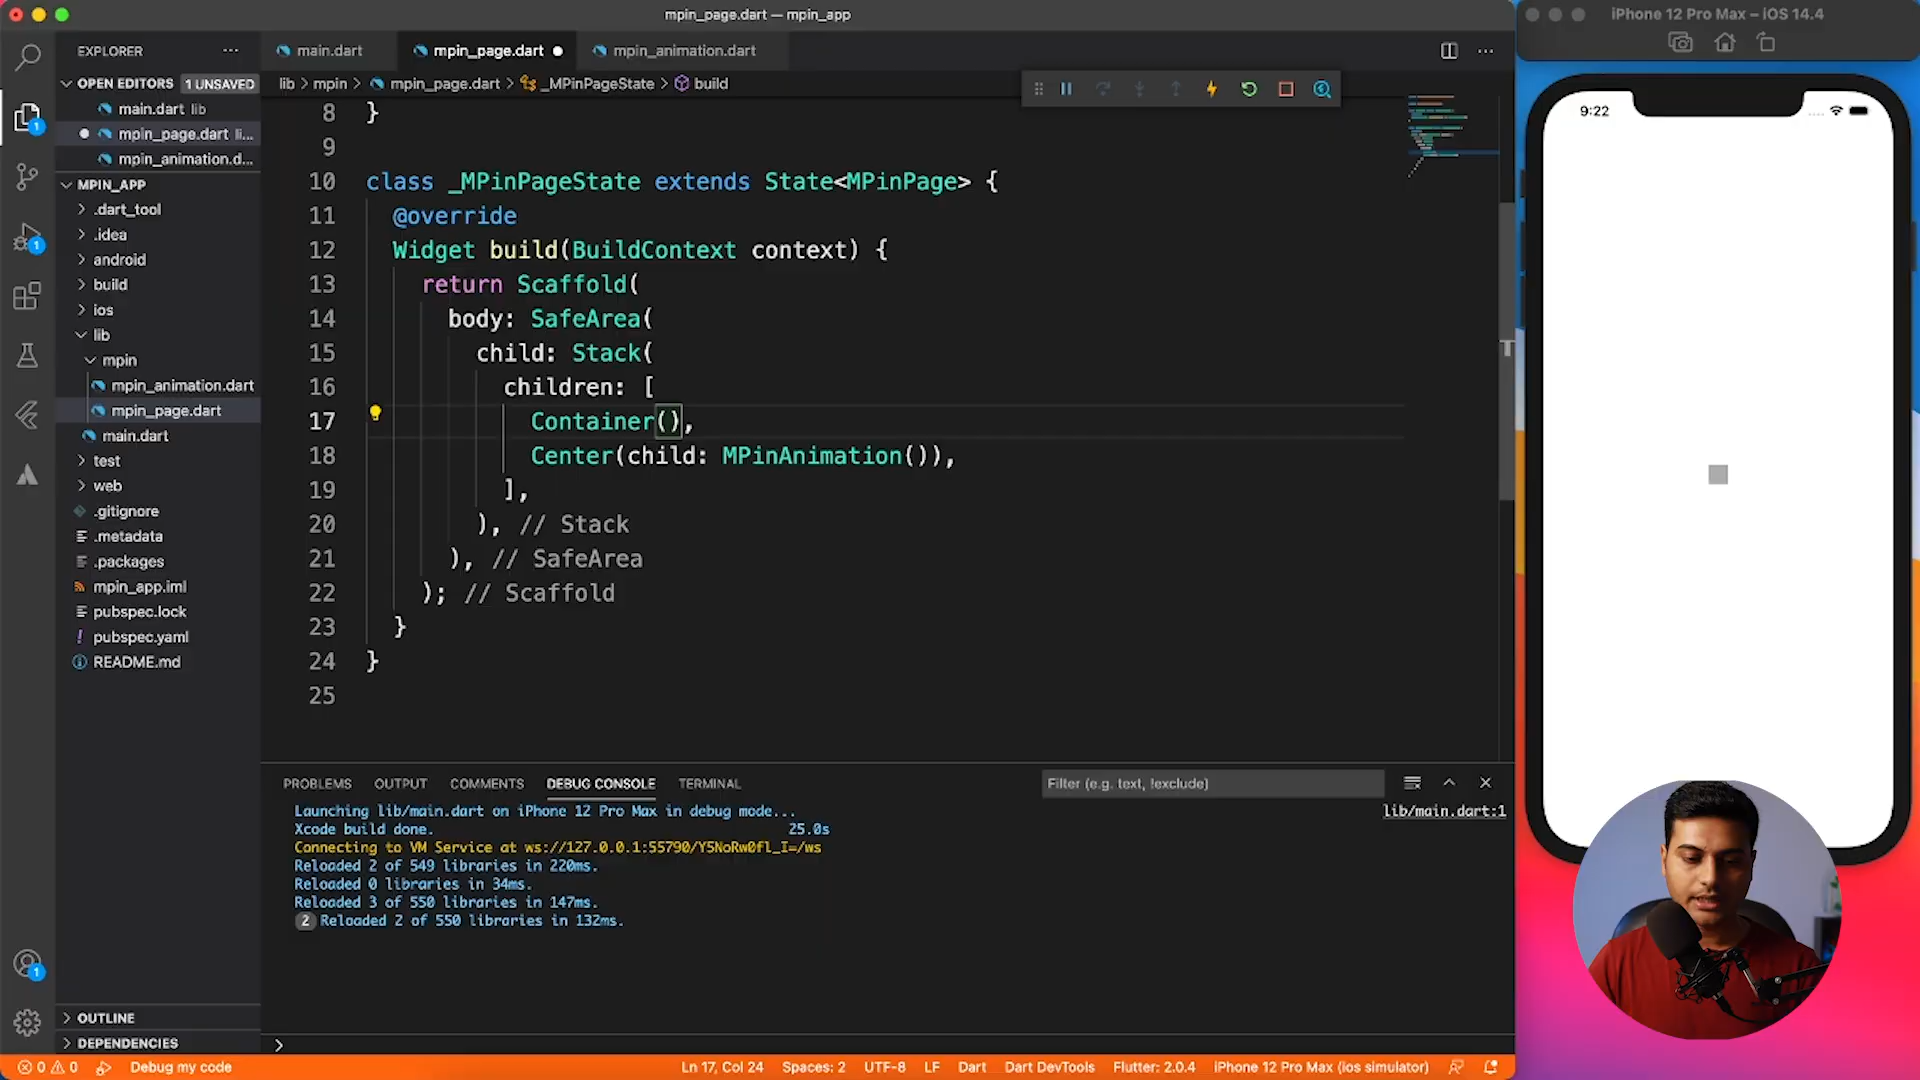 mpin_page.dart — mpin_app
iPhone 12 Pro Max – iOS 14.4
EXPLORER
main.dart
mpin_page.dart
mpin_animation.dart
OPEN EDITORS
1 UNSAVED
main.dart lib
mpin_page.dart li...
mpin_animation.d...
MPIN_APP
.dart_tool
.idea
android
build
ios
lib
mpin
mpin_animation.dart
mpin_page.dart
main.dart
test
web
.gitignore
.metadata
.packages
mpin_app.iml
pubspec.lock
pubspec.yaml
README.md
OUTLINE
DEPENDENCIES
lib > mpin > mpin_page.dart > _MPinPageState > build
8 }
9
10 class _MPinPageState extends State<MPinPage> {
11 @override
12 Widget build(BuildContext context) {
13 return Scaffold(
14 body: SafeArea(
15 child: Stack(
16 children: [
17 Container(),
18 Center(child: MPinAnimation()),
19 ],
20 ), // Stack
21 ), // SafeArea
22 ); // Scaffold
23 }
24 }
25
PROBLEMS
OUTPUT
COMMENTS
DEBUG CONSOLE
TERMINAL
Filter (e.g. text, !exclude)
Launching lib/main.dart on iPhone 12 Pro Max in debug mode...
lib/main.dart:1
Xcode build done. 25.0s
Connecting to VM Service at ws://127.0.0.1:55790/Y5NoRw0fl_I=/ws
Reloaded 2 of 549 libraries in 220ms.
Reloaded 0 libraries in 34ms.
Reloaded 3 of 550 libraries in 147ms.
2 Reloaded 2 of 550 libraries in 132ms.
9:22
1
1
1
0 0
Debug my code
Ln 17, Col 24
Spaces: 2
UTF-8
LF
Dart
Dart DevTools
Flutter: 2.0.4
iPhone 12 Pro Max (ios simulator)